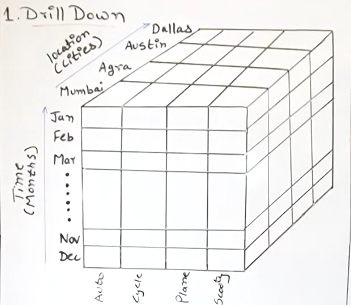 1. Drill Down
location
(cities)
Dallas
Austin
Agra
Mumbai
Time
(Months)
Jan
Feb
Mar
Nov
Dec
Auto
Cycle
Plane
Scooty